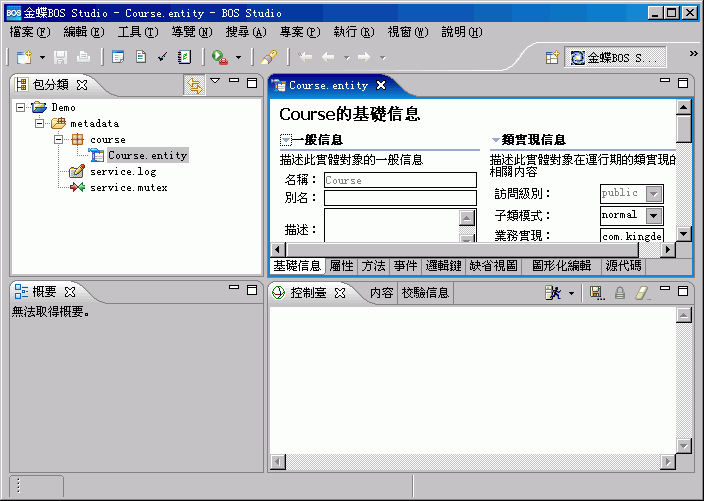 BOS 金蝶BOS Studio - Course.entity - BOS Studio
檔案(F) 編輯(E) 工具(T) 導覽(N) 搜尋(A) 專案(P) 執行(R) 視窗(W) 說明(H)
金蝶BOS S...
包分類
Demo
metadata
course
Course.entity
service.log
service.mutex
Course.entity
Course的基礎信息
一般信息
描述此實體對象的一般信息
名稱：Course
別名：
描述：
類實現信息
描述此實體對象在運行期的類實現的
相關內容
訪問級別：public
子類模式：normal
業務實現：com.kingde
基礎信息 屬性 方法 事件 邏輯鍵 缺省視圖 圖形化編輯 源代碼
概要
無法取得概要。
控制臺 內容 校驗信息